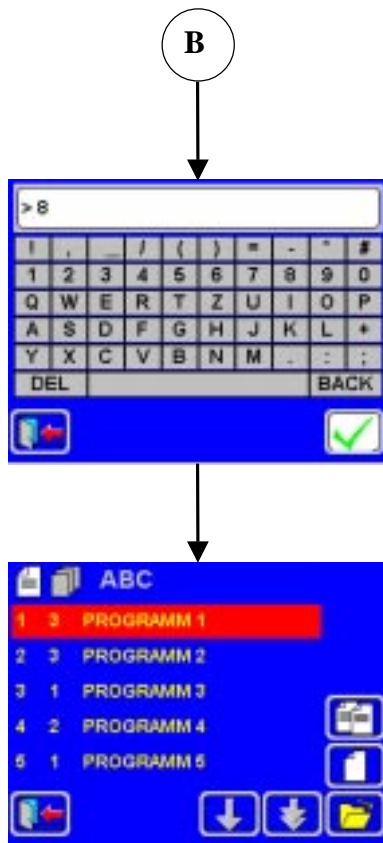 B
> 8
! , _ / ( ) = - " #
1 2 3 4 5 6 7 8 9 0
Q W E R T Z U I O P
A S D F G H J K L +
Y X C V B N M . : ;
DEL BACK
ABC
1 3 PROGRAMM 1
2 3 PROGRAMM 2
3 1 PROGRAMM 3
4 2 PROGRAMM 4
5 1 PROGRAMM 5